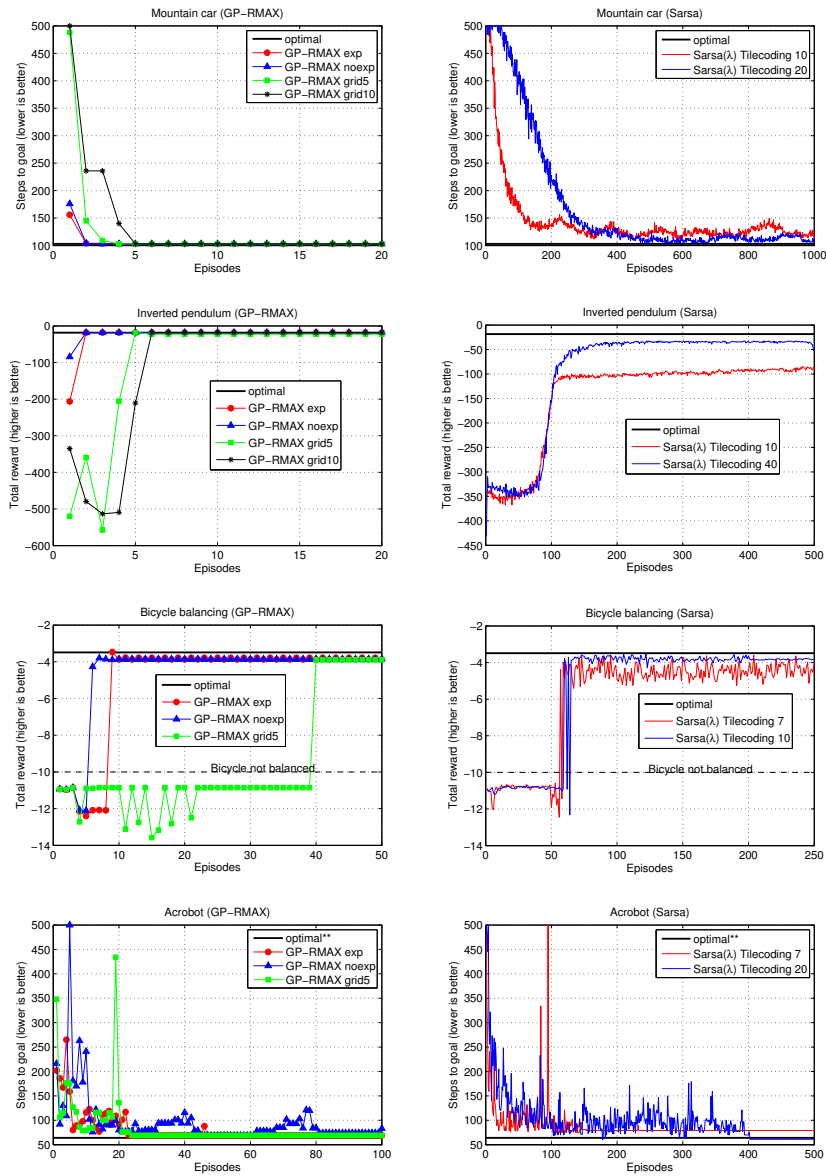 Mountain car (GP−RMAX)
500
450
400
350
300
250
200
150
100
0
5
10
15
20
Steps to goal (lower is better)
Episodes
optimal
GP−RMAX exp
GP−RMAX noexp
GP−RMAX grid5
GP−RMAX grid10
Mountain car (Sarsa)
500
450
400
350
300
250
200
150
100
0
200
400
600
800
1000
Steps to goal (lower is better)
Episodes
optimal
Sarsa(λ) Tilecoding 10
Sarsa(λ) Tilecoding 20
Inverted pendulum (GP−RMAX)
0
−100
−200
−300
−400
−500
−600
0
5
10
15
20
Total reward (higher is better)
Episodes
optimal
GP−RMAX exp
GP−RMAX noexp
GP−RMAX grid5
GP−RMAX grid10
Inverted pendulum (Sarsa)
0
−50
−100
−150
−200
−250
−300
−350
−400
−450
0
100
200
300
400
500
Total reward (higher is better)
Episodes
optimal
Sarsa(λ) Tilecoding 10
Sarsa(λ) Tilecoding 40
Bicycle balancing (GP−RMAX)
−2
−4
−6
−8
−10
−12
−14
0
10
20
30
40
50
Total reward (higher is better)
Episodes
optimal
GP−RMAX exp
GP−RMAX noexp
GP−RMAX grid5
Bicycle not balanced
Bicycle balancing (Sarsa)
−2
−4
−6
−8
−10
−12
−14
0
50
100
150
200
250
Total reward (higher is better)
Episodes
optimal
Sarsa(λ) Tilecoding 7
Sarsa(λ) Tilecoding 10
Bicycle not balanced
Acrobot (GP−RMAX)
500
450
400
350
300
250
200
150
100
50
0
20
40
60
80
100
Steps to goal (lower is better)
Episodes
optimal**
GP−RMAX exp
GP−RMAX noexp
GP−RMAX grid5
Acrobot (Sarsa)
500
450
400
350
300
250
200
150
100
50
0
100
200
300
400
500
Steps to goal (lower is better)
Episodes
optimal**
Sarsa(λ) Tilecoding 7
Sarsa(λ) Tilecoding 20